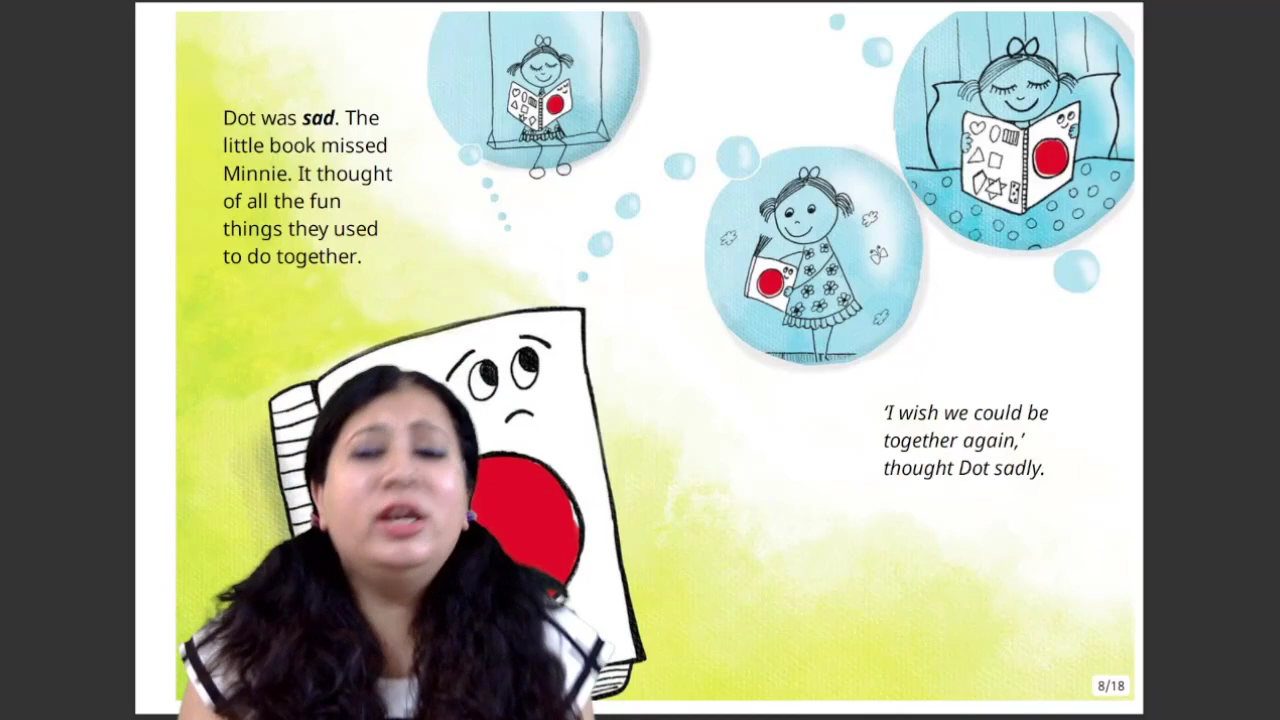 Dot was sad. The
little book missed
Minnie. It thought
of all the fun
things they used
to do together.
‘I wish we could be
together again,’
thought Dot sadly.
8/18